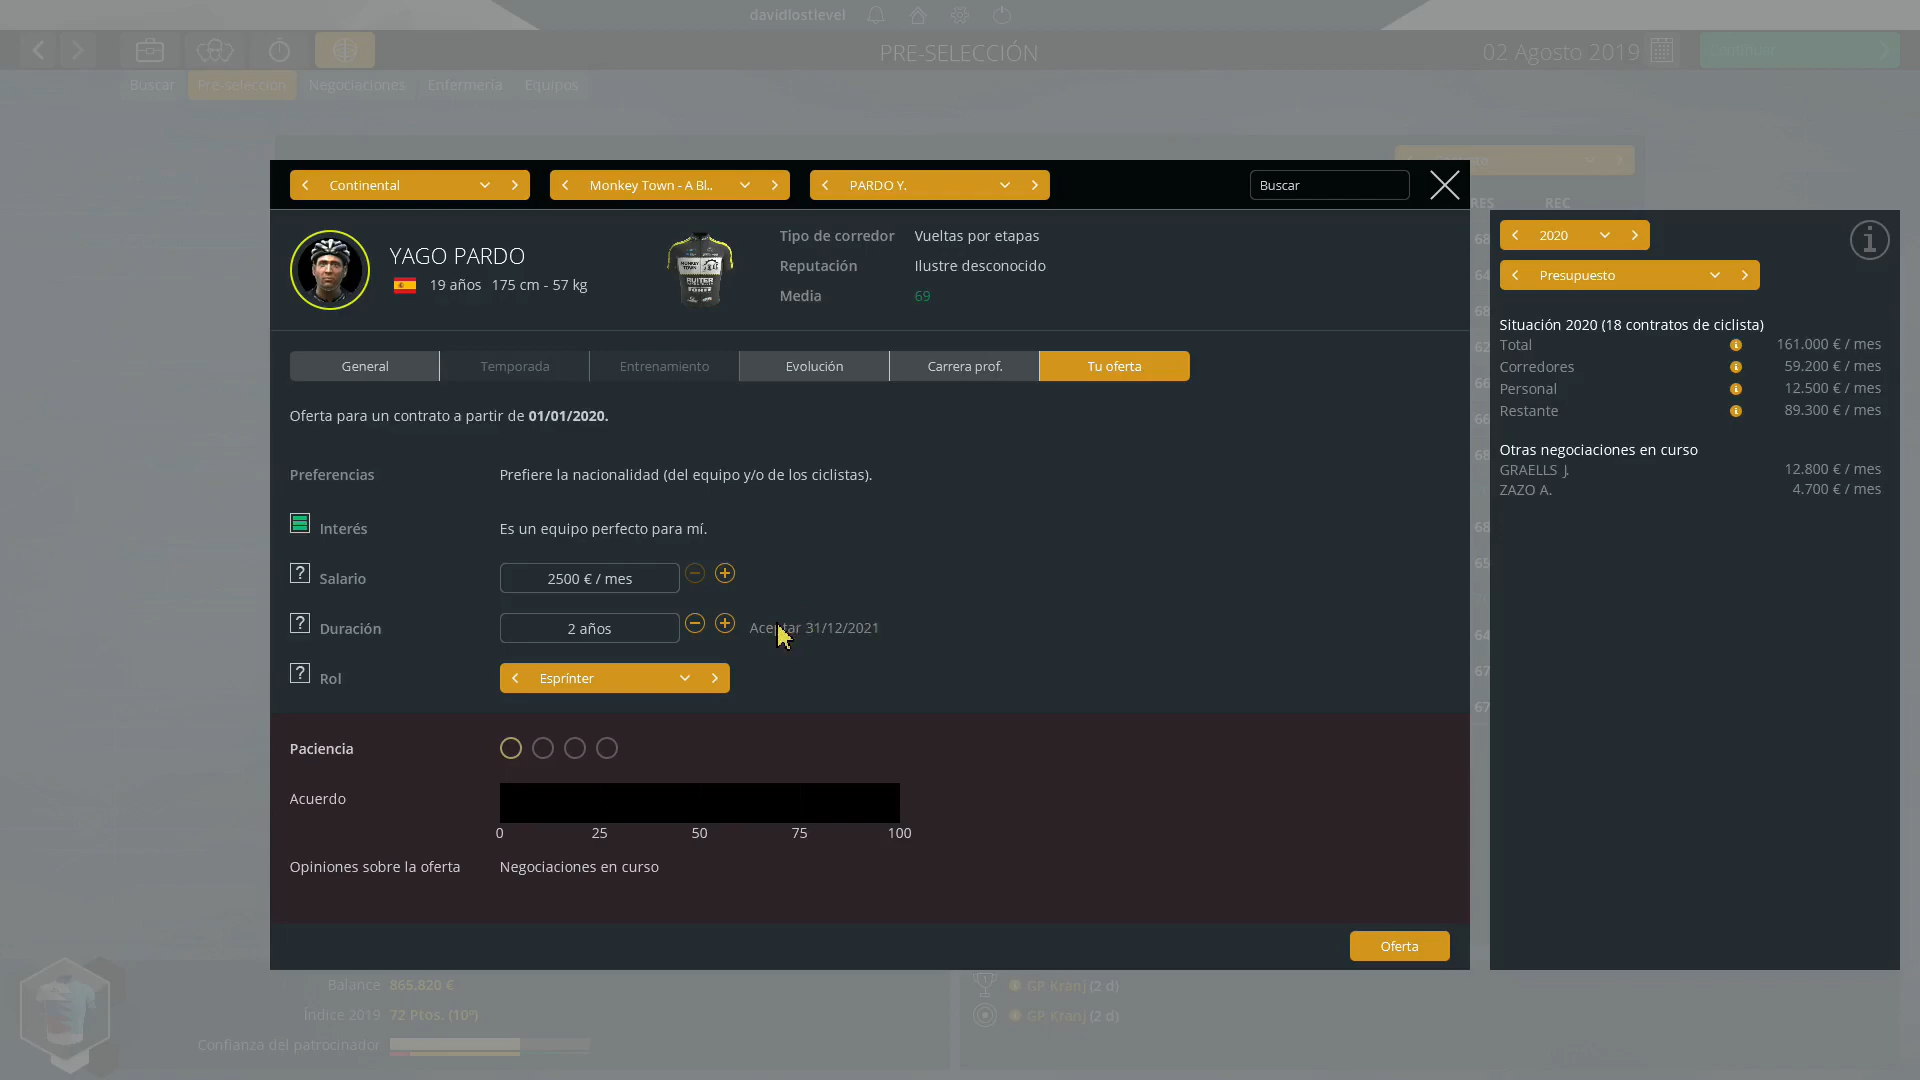 davidlostlevel
PRE-SELECCIÓN
02 Agosto 2019
Continuar
Buscar
Pre-selección
Negociaciones
Enfermería
Equipos
RES
REC
Continental
Monkey Town - A Bl..
PARDO Y.
Buscar
YAGO PARDO
19 años 175 cm - 57 kg
Tipo de corredor Vueltas por etapas
Reputación Ilustre desconocido
Media 69
General
Temporada
Entrenamiento
Evolución
Carrera prof.
Tu oferta
Oferta para un contrato a partir de 01/01/2020.
Preferencias Prefiere la nacionalidad (del equipo y/o de los ciclistas).
Interés Es un equipo perfecto para mí.
? Salario 2500 € / mes
? Duración 2 años Aceptar 31/12/2021
? Rol Esprínter
Paciencia
Acuerdo
0 25 50 75 100
Opiniones sobre la oferta Negociaciones en curso
Oferta
2020
Presupuesto
Situación 2020 (18 contratos de ciclista)
Total 161.000 € / mes
Corredores 59.200 € / mes
Personal 12.500 € / mes
Restante 89.300 € / mes
Otras negociaciones en curso
GRAELLS J. 12.800 € / mes
ZAZO A. 4.700 € / mes
Balance 865.820 €
Índice 2019 72 Ptos. (10º)
Confianza del patrocinador
GP Kranj (2 d)
GP Kranj (2 d)